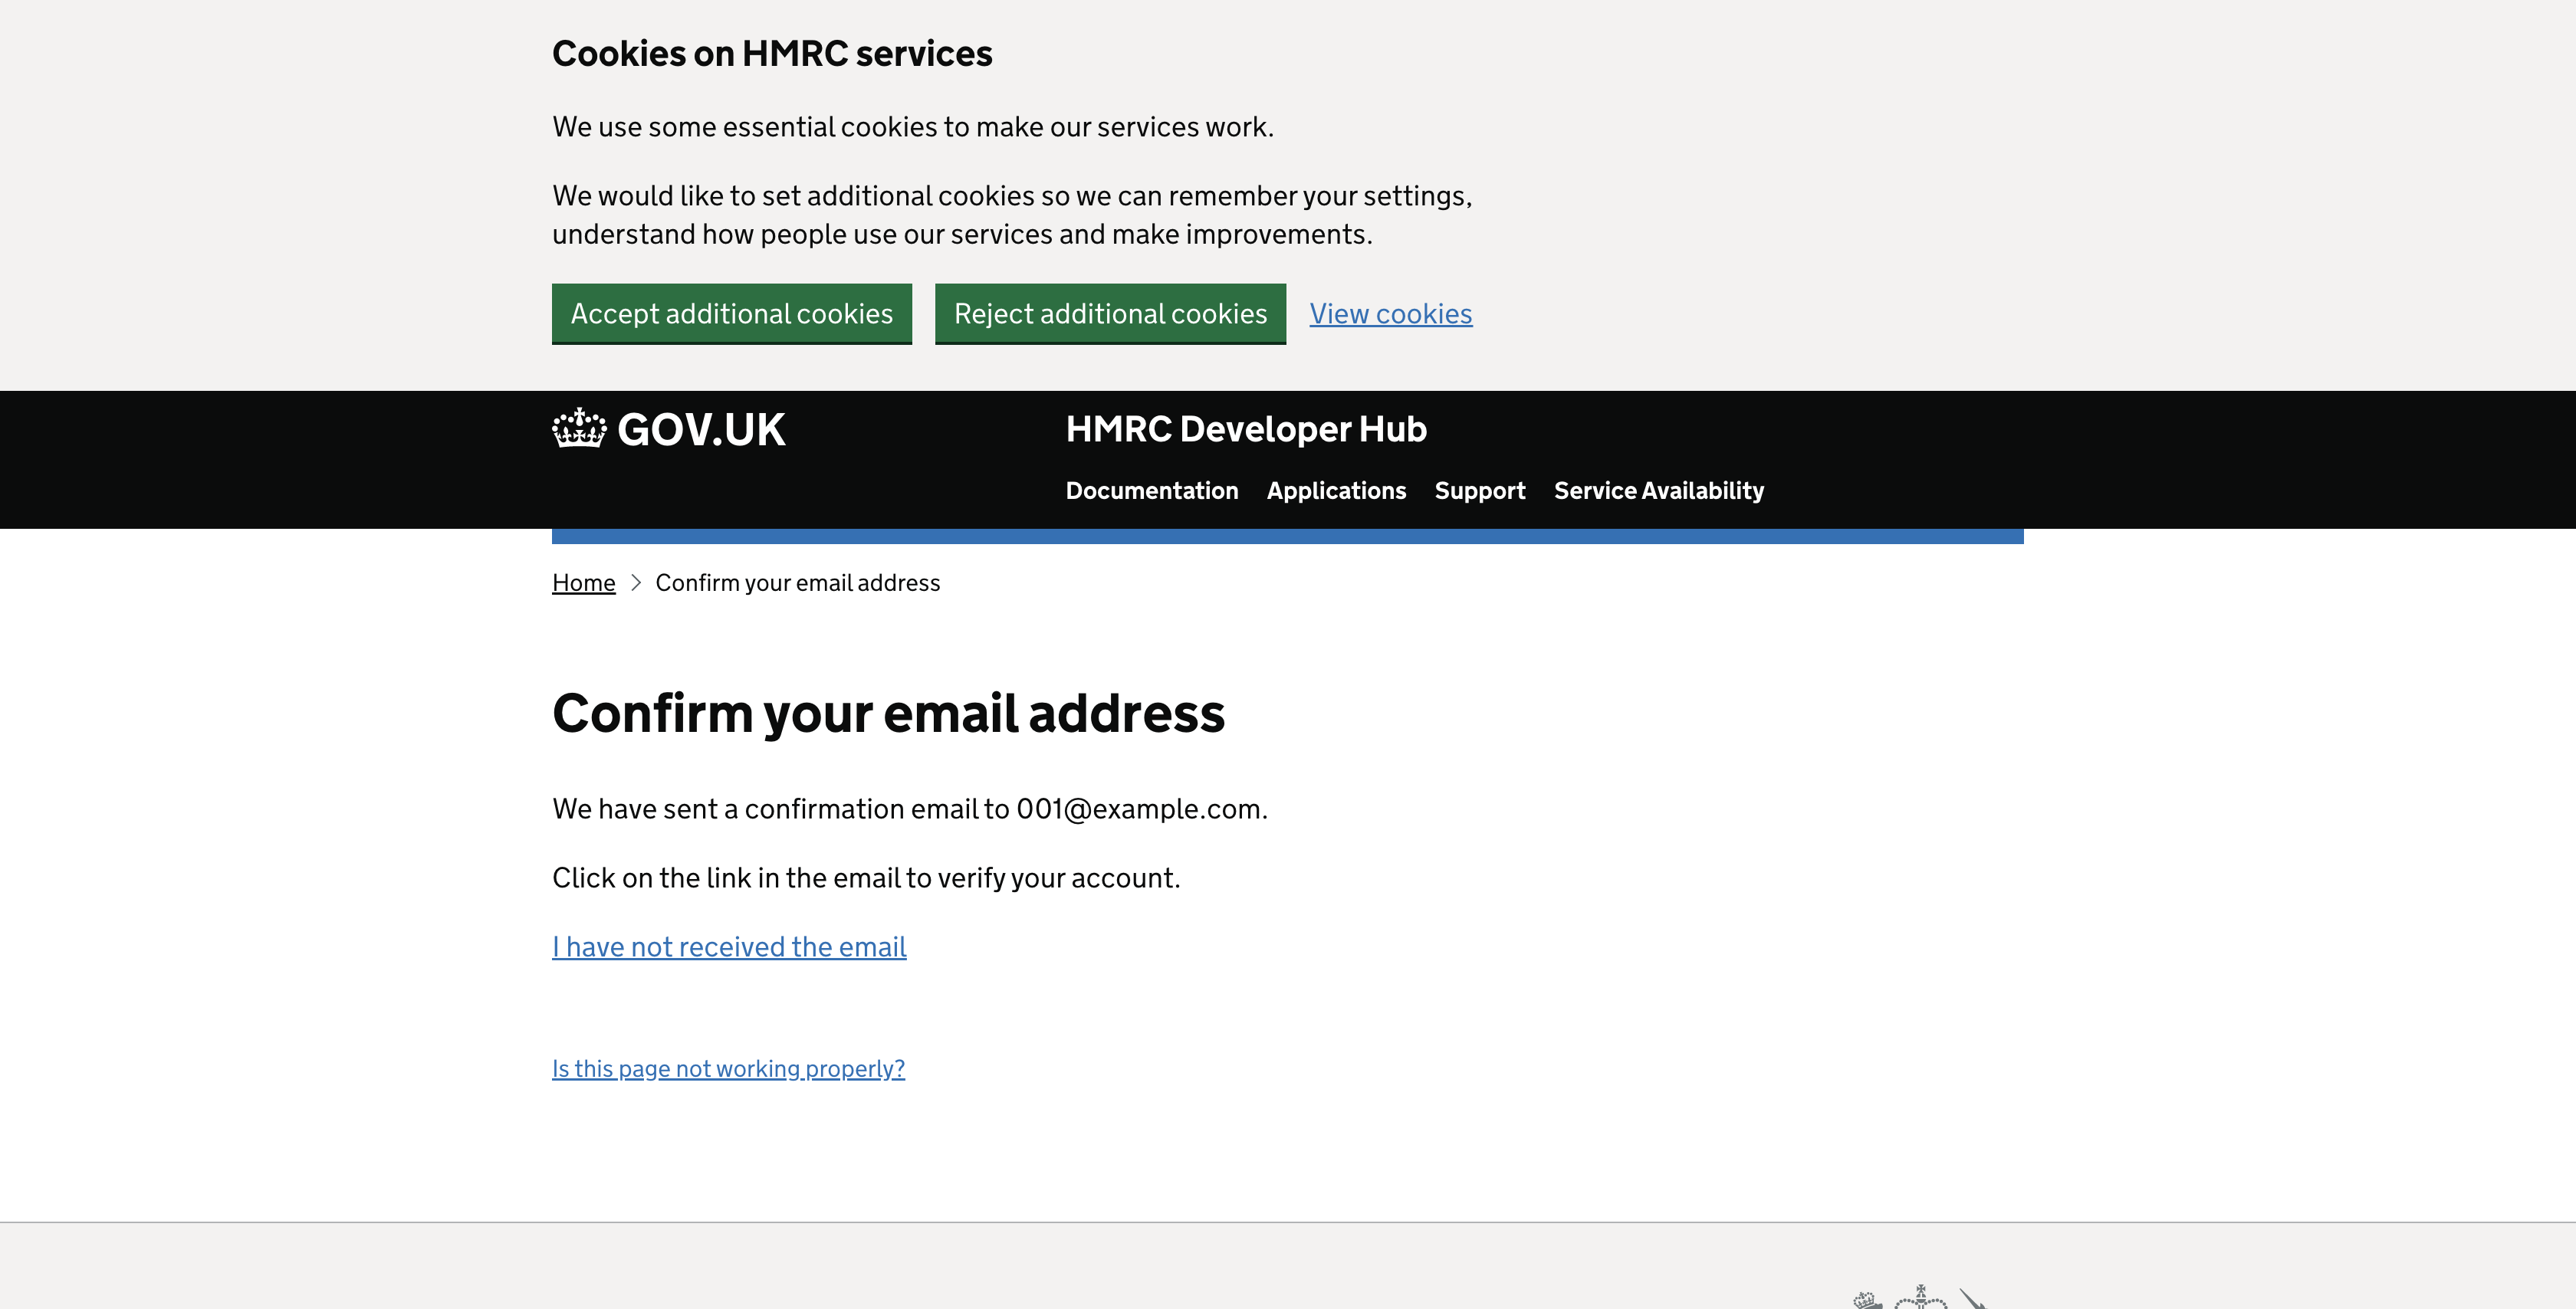 Cookies on HMRC services
We use some essential cookies to make our services work.
We would like to set additional cookies so we can remember your settings,
understand how people use our services and make improvements.
Accept additional cookies
Reject additional cookies
View cookies
GOV.UK
HMRC Developer Hub
Documentation
Applications
Support
Service Availability
Home
Confirm your email address
Confirm your email address
We have sent a confirmation email to 001@example.com.
Click on the link in the email to verify your account.
I have not received the email
Is this page not working properly?